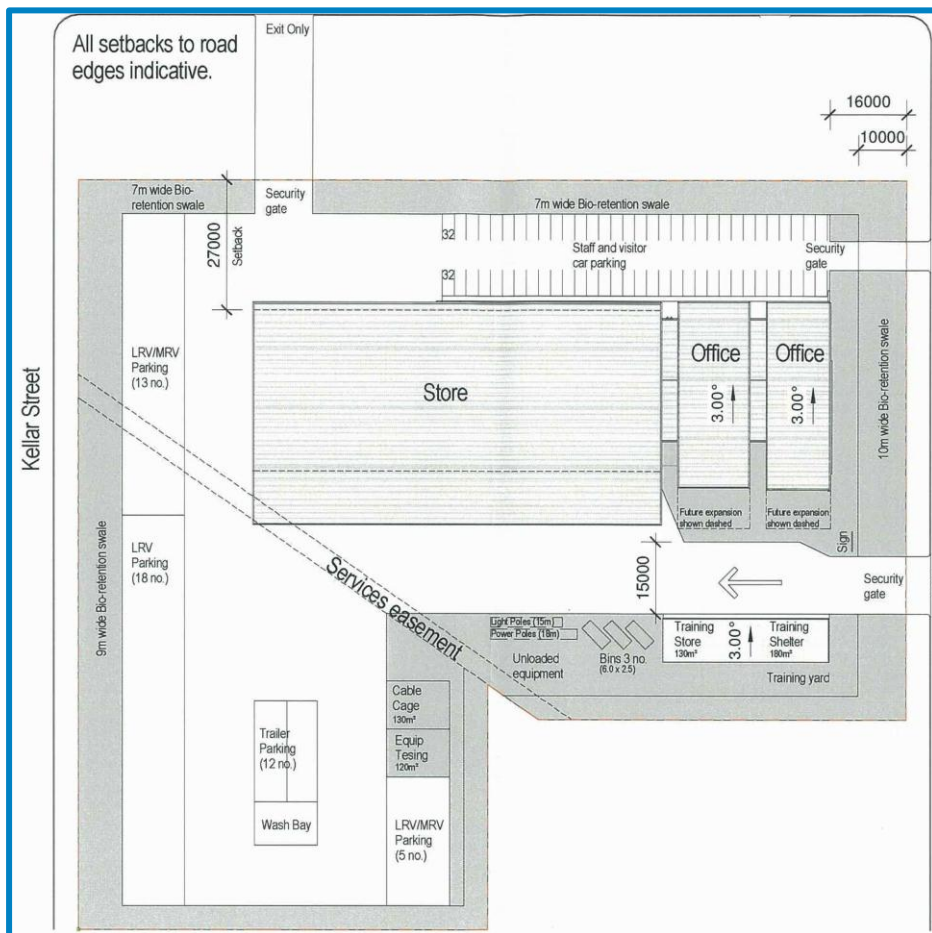 All setbacks to road
edges indicative.
Exit Only
16000
10000
7m wide Bio-
retention swale
Security
gate
7m wide Bio-retention swale
27000
Setback
32
Staff and visitor
car parking
Security
gate
32
LRV/MRV
Parking
(13 no.)
Store
Office
3.00°
Office
3.00°
10m wide Bio-retention swale
Kellar Street
Future expansion
shown dashed
Future expansion
shown dashed
Sign
LRV
Parking
(18 no.)
9m wide Bio-retention swale
Services easement
15000
Security
gate
Light Poles (15m)
Power Poles (18m)
Unloaded
equipment
Bins 3 no.
(6.0 x 2.5)
Training
Store
130m²
3.00°
Training
Shelter
180m²
Training yard
Cable
Cage
130m²
Equip
Tesing
120m²
Trailer
Parking
(12 no.)
Wash Bay
LRV/MRV
Parking
(5 no.)